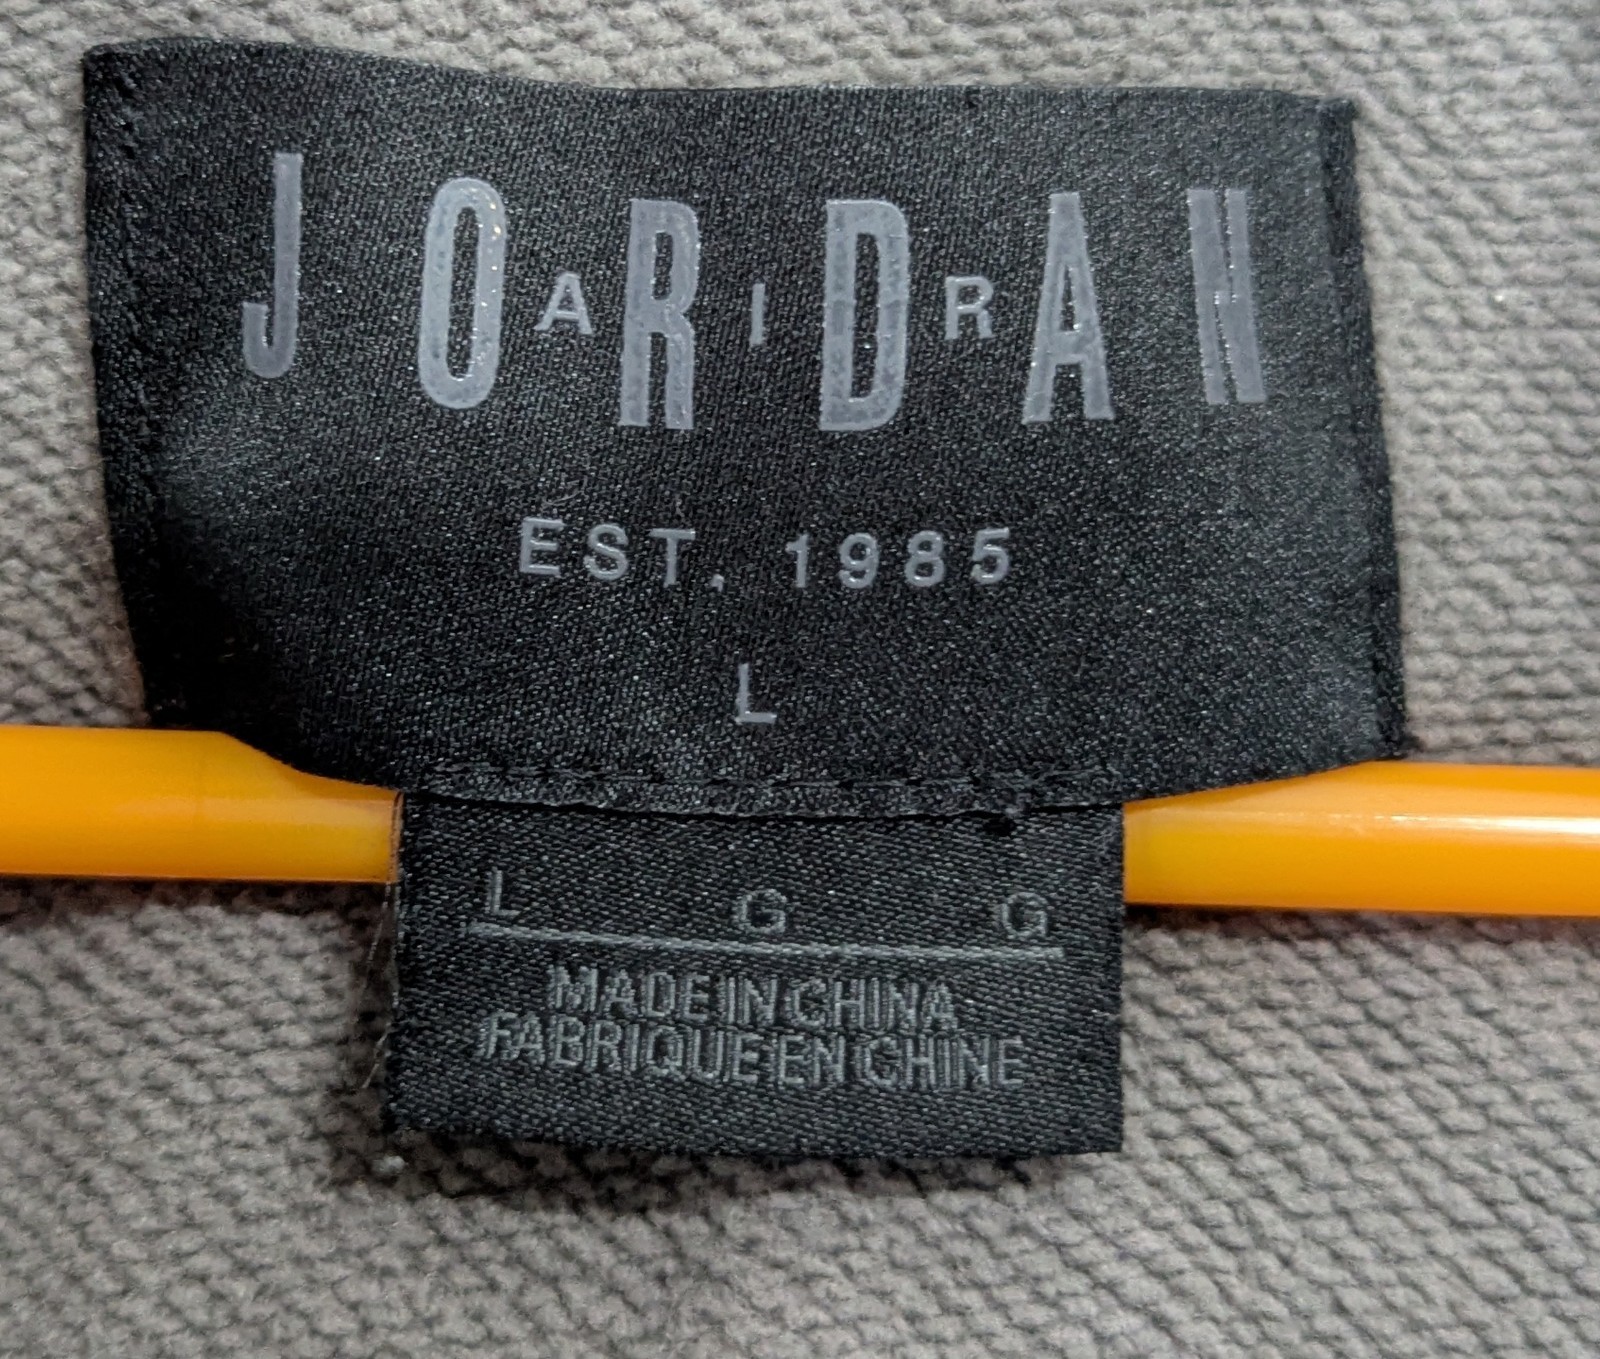 JORDAN
AIR
EST. 1985
L
L G G
MADE IN CHINA
FABRIQUE EN CHINE